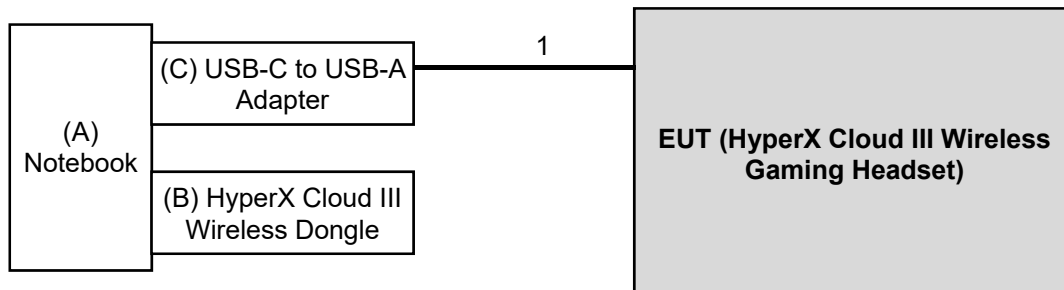 (A)
Notebook
(C) USB-C to USB-A
Adapter
1
(B) HyperX Cloud III
Wireless Dongle
EUT (HyperX Cloud III Wireless
Gaming Headset)